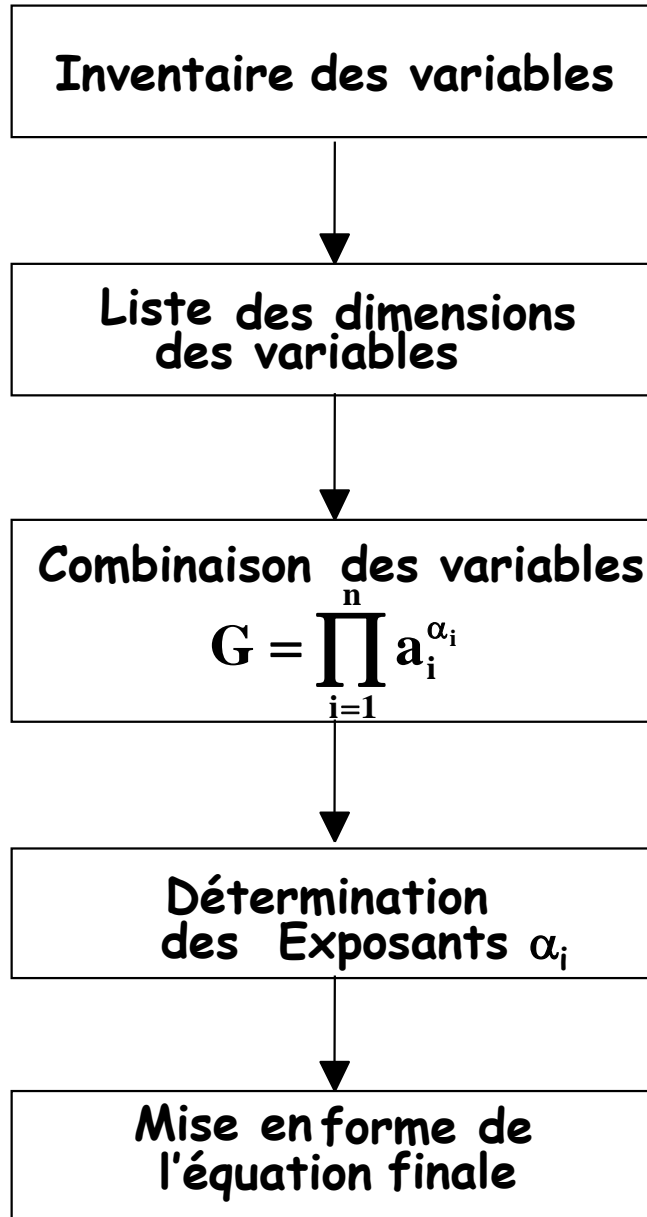 Inventaire des variables
Liste des dimensions
des variables
Combinaison des variables
G = ∏_{i=1}^{n} a_i^{α_i}
Détermination
des Exposants α_i
Mise en forme de
l'équation finale